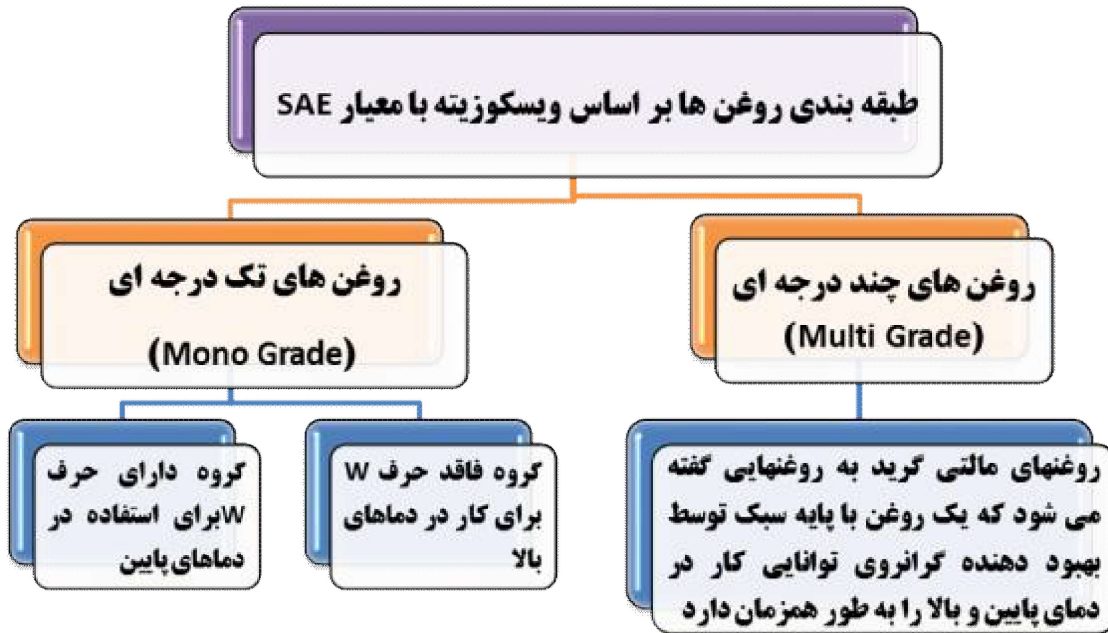 طبقه بندی روغن ها بر اساس ویسکوزیته با معیار SAE
روغن های چند درجه ای
(Multi Grade)
روغن های تک درجه ای
(Mono Grade)
روغنهای مالتی گرید به روغنهایی گفته
می شود که یک روغن با پایه سبک توسط
بهبود دهنده گرانروی توانایی کار در
دمای پایین و بالا را به طور همزمان دارد
گروه فاقد حرف W
برای کار در دماهای
بالا
گروه دارای حرف
Wبرای استفاده در
دماهای پایین